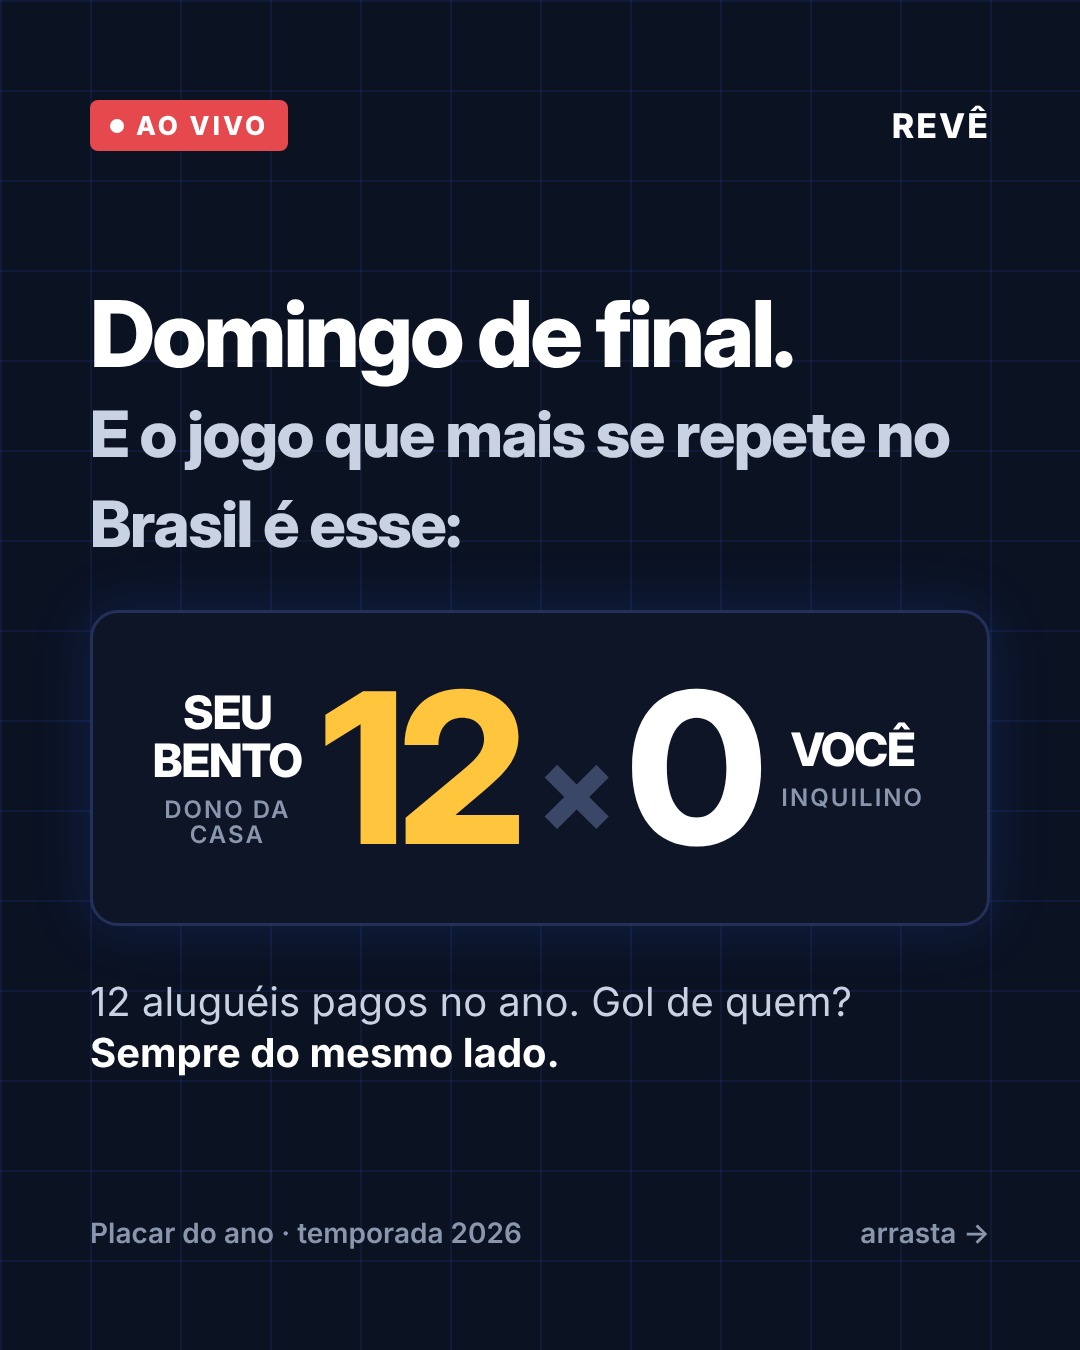 AO VIVO
REVÊ
Domingo de final.
E o jogo que mais se repete no
Brasil é esse:
SEU
BENTO
DONO DA
CASA
12 × 0
VOCÊ
INQUILINO
12 aluguéis pagos no ano. Gol de quem?
Sempre do mesmo lado.
Placar do ano · temporada 2026
arrasta →